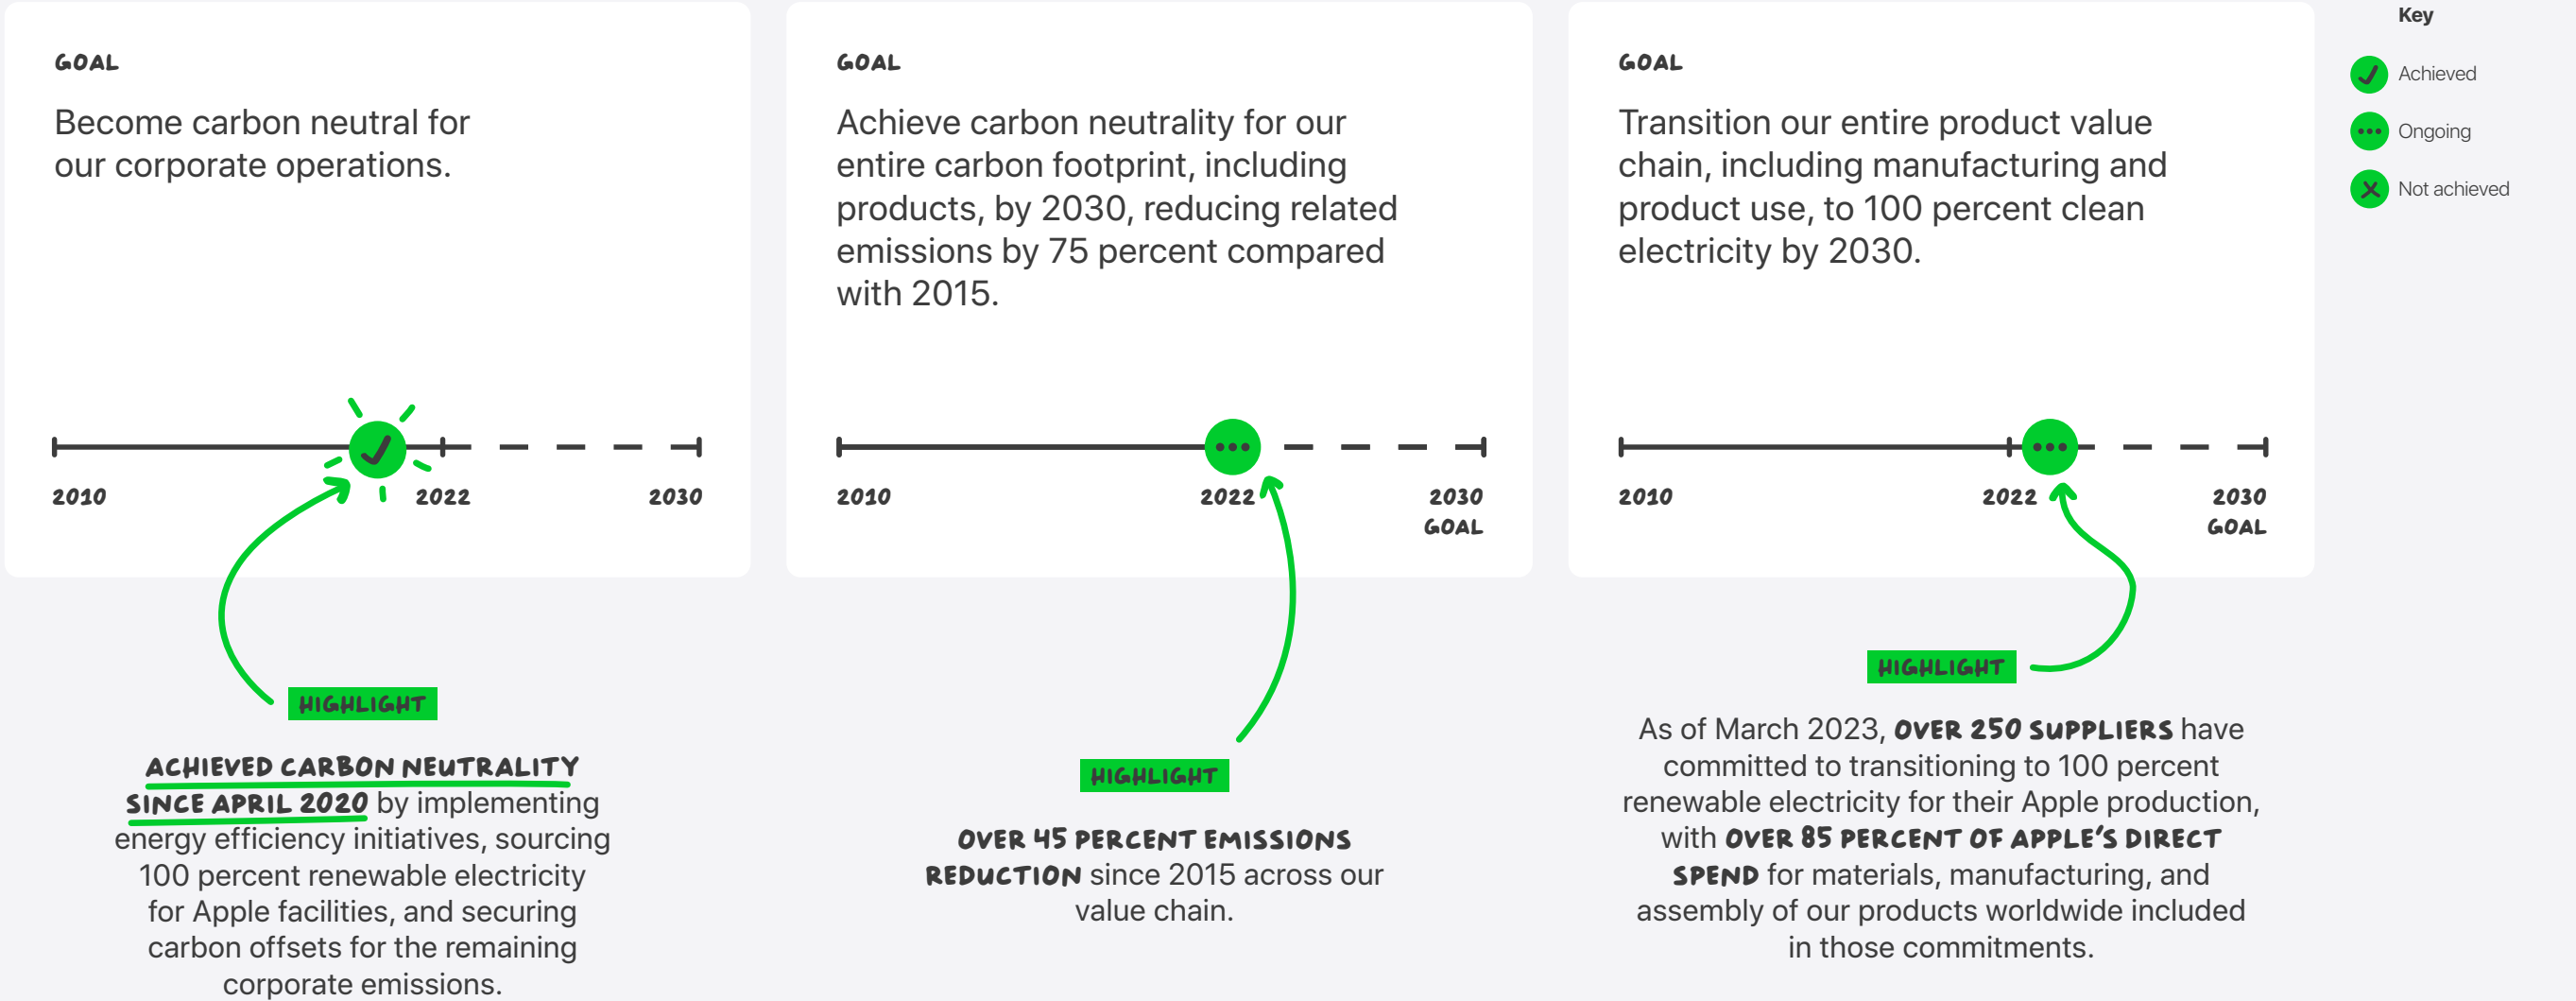 GOAL
Become carbon neutral for
our corporate operations.
2010
2022
2030
HIGHLIGHT
ACHIEVED CARBON NEUTRALITY
SINCE APRIL 2020 by implementing
energy efficiency initiatives, sourcing
100 percent renewable electricity
for Apple facilities, and securing
carbon offsets for the remaining
corporate emissions.
GOAL
Achieve carbon neutrality for our
entire carbon footprint, including
products, by 2030, reducing related
emissions by 75 percent compared
with 2015.
2010
2022
2030
GOAL
HIGHLIGHT
OVER 45 PERCENT EMISSIONS
REDUCTION since 2015 across our
value chain.
GOAL
Transition our entire product value
chain, including manufacturing and
product use, to 100 percent clean
electricity by 2030.
2010
2022
2030
GOAL
HIGHLIGHT
As of March 2023, OVER 250 SUPPLIERS have
committed to transitioning to 100 percent
renewable electricity for their Apple production,
with OVER 85 PERCENT OF APPLE'S DIRECT
SPEND for materials, manufacturing, and
assembly of our products worldwide included
in those commitments.
Key
Achieved
Ongoing
Not achieved